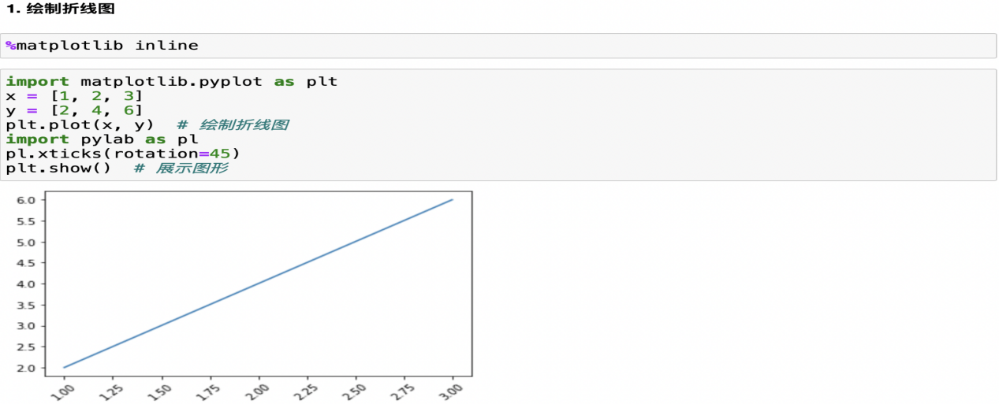 1. 绘制折线图
%matplotlib inline
import matplotlib.pyplot as plt
x = [1, 2, 3]
y = [2, 4, 6]
plt.plot(x, y)  # 绘制折线图
import pylab as pl
pl.xticks(rotation=45)
plt.show()  # 展示图形
6.0
5.5
5.0
4.5
4.0
3.5
3.0
2.5
2.0
1.00 1.25 1.50 1.75 2.00 2.25 2.50 2.75 3.00